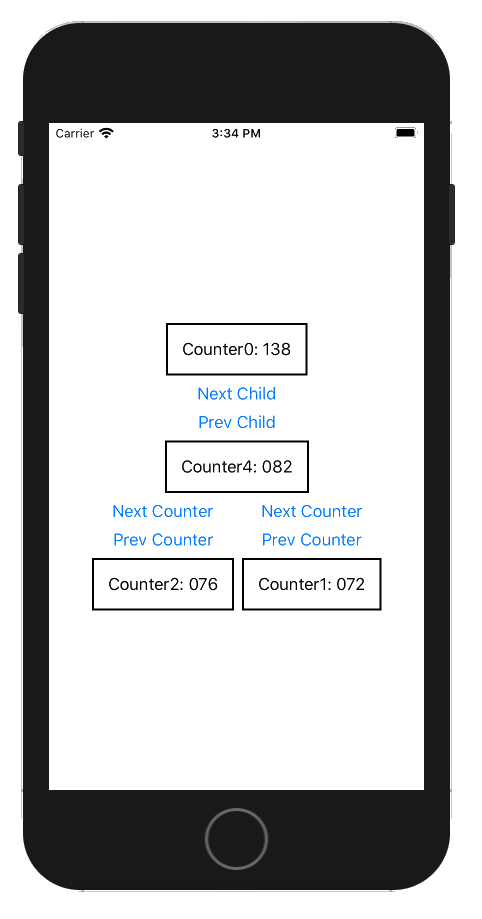 Carrier 3:34 PM
Counter0: 138
Next Child
Prev Child
Counter4: 082
Next Counter Next Counter
Prev Counter Prev Counter
Counter2: 076 Counter1: 072